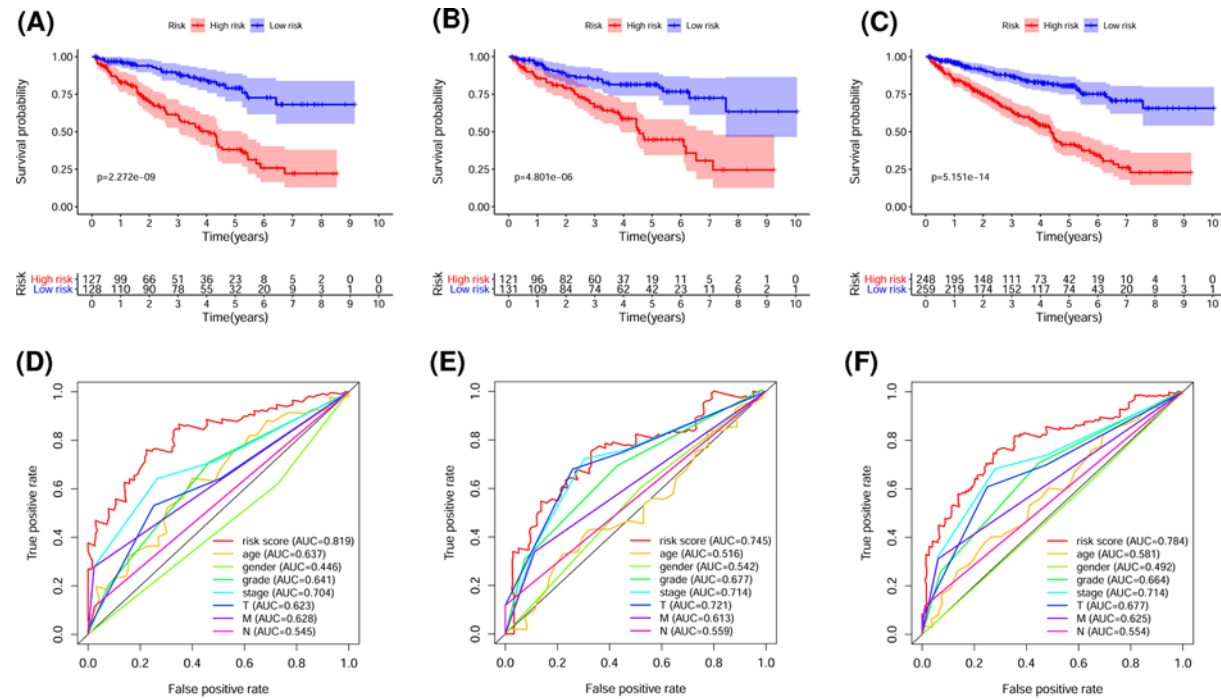 (A)
Risk High risk Low risk
Survival probability
1.00
0.75
0.50
0.25
0.00
p=2.272e−09
0 1 2 3 4 5 6 7 8 9 10
Time(years)
Risk
High risk 127 99 66 51 36 23 8 5 2 0 0
Low risk 128 110 90 78 55 32 20 9 3 1 0
0 1 2 3 4 5 6 7 8 9 10
Time(years)
(B)
Risk High risk Low risk
Survival probability
1.00
0.75
0.50
0.25
0.00
p=4.801e−06
0 1 2 3 4 5 6 7 8 9 10
Time(years)
Risk
High risk 121 96 82 60 37 19 11 5 2 1 0
Low risk 131 109 84 74 62 42 23 11 6 2 1
0 1 2 3 4 5 6 7 8 9 10
Time(years)
(C)
Risk High risk Low risk
Survival probability
1.00
0.75
0.50
0.25
0.00
p=5.151e−14
0 1 2 3 4 5 6 7 8 9 10
Time(years)
Risk
High risk 248 195 148 111 73 42 19 10 4 1 0
Low risk 259 219 174 152 117 74 43 20 9 3 1
0 1 2 3 4 5 6 7 8 9 10
Time(years)
(D)
True positive rate
1.0
0.8
0.6
0.4
0.2
0.0
risk score (AUC=0.819)
age (AUC=0.637)
gender (AUC=0.446)
grade (AUC=0.641)
stage (AUC=0.704)
T (AUC=0.623)
M (AUC=0.628)
N (AUC=0.545)
0.0 0.2 0.4 0.6 0.8 1.0
False positive rate
(E)
True positive rate
1.0
0.8
0.6
0.4
0.2
0.0
risk score (AUC=0.745)
age (AUC=0.516)
gender (AUC=0.542)
grade (AUC=0.677)
stage (AUC=0.714)
T (AUC=0.721)
M (AUC=0.613)
N (AUC=0.559)
0.0 0.2 0.4 0.6 0.8 1.0
False positive rate
(F)
True positive rate
1.0
0.8
0.6
0.4
0.2
0.0
risk score (AUC=0.784)
age (AUC=0.581)
gender (AUC=0.492)
grade (AUC=0.664)
stage (AUC=0.714)
T (AUC=0.677)
M (AUC=0.625)
N (AUC=0.554)
0.0 0.2 0.4 0.6 0.8 1.0
False positive rate